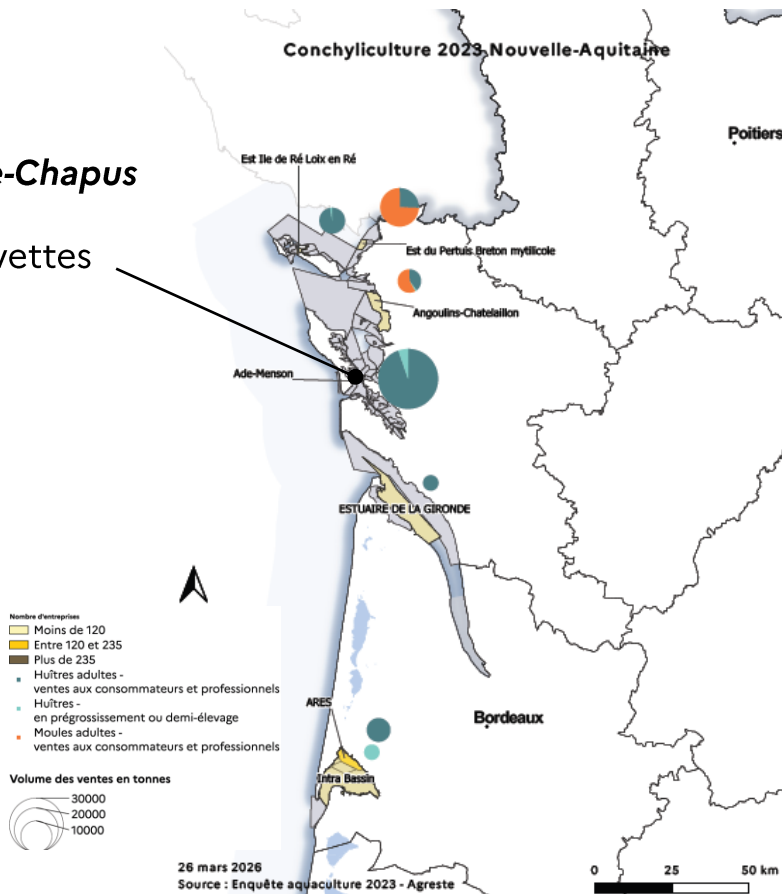 Conchyliculture 2023 Nouvelle-Aquitaine
Poitiers
Est Ile de Ré Loix en Ré
e-Chapus
Est du Pertuis Breton mytilicole
vettes
Angoulins-Chatelaillon
Ade-Menson
ESTUAIRE DE LA GIRONDE
Nombre d'entreprises
Moins de 120
Entre 120 et 235
Plus de 235
Huîtres adultes -
ventes aux consommateurs et professionnels
Huîtres -
en prégrossissement ou demi-élevage
Moules adultes -
ventes aux consommateurs et professionnels
ARES
Bordeaux
Intra Bassin
Volume des ventes en tonnes
30000
20000
10000
26 mars 2026
Source : Enquête aquaculture 2023 - Agreste
0 25 50 km